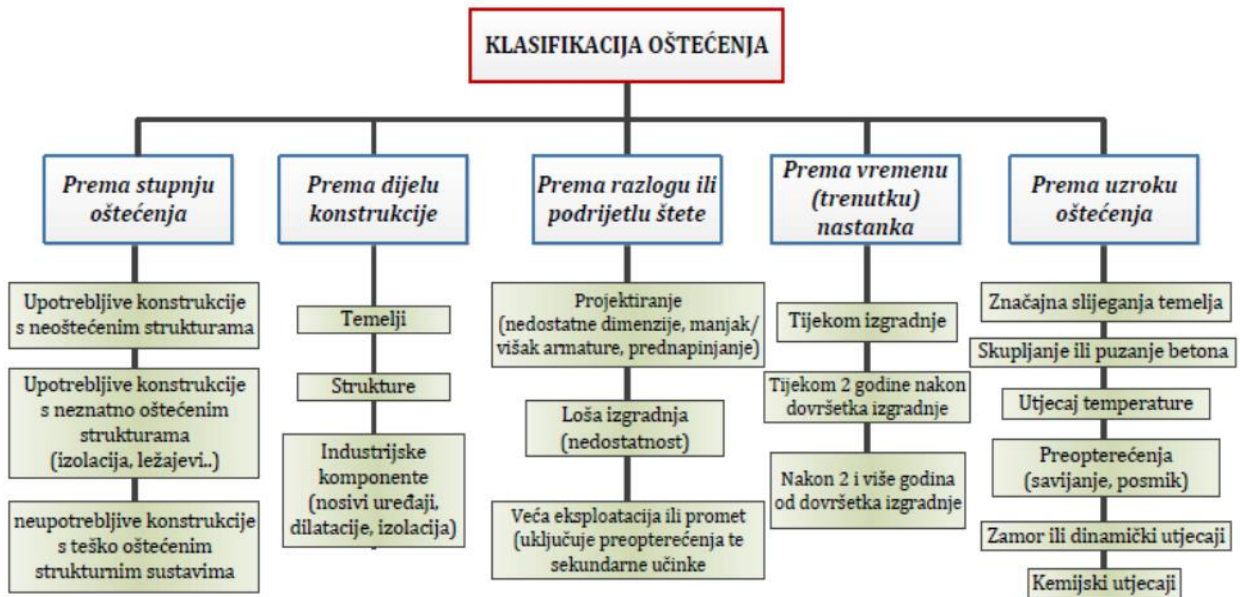 KLASIFIKACIJA OŠTEĆENJA
Prema stupnju
oštećenja
Upotrebljive konstrukcije
s neoštećenim strukturama
Upotrebljive konstrukcije
s neznatno oštećenim
strukturama
(izolacija, ležajevi..)
neupotrebljive konstrukcije
s teško oštećenim
strukturnim sustavima
Prema dijelu
konstrukcije
Temelji
Strukture
Industrijske
komponente
(nosivi uređaji,
dilatacije, izolacija)
Prema razlogu ili
podrijetlu štete
Projektiranje
(nedostatne dimenzije, manjak/
višak armature, prednapinjanje)
Loša izgradnja
(nedostatnost)
Veća eksploatacija ili promet
(uključuje preopterećenja te
sekundarne učinke
Prema vremenu
(trenutku)
nastanka
Tijekom izgradnje
Tijekom 2 godine nakon
dovršetka izgradnje
Nakon 2 i više godina
od dovršetka izgradnje
Prema uzroku
oštećenja
Značajna slijeganja temelja
Skupljanje ili puzanje betona
Utjecaj temperature
Preopterećenja
(savijanje, posmik)
Zamor ili dinamički utjecaji
Kemijski utjecaji